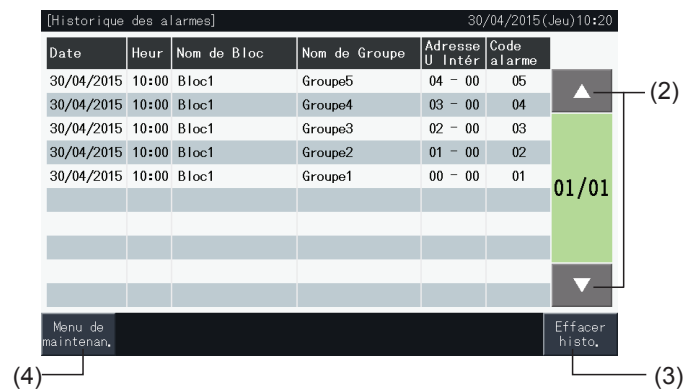 [Historique des alarmes] 30/04/2015(Jeu)10:20
Date Heur Nom de Bloc Nom de Groupe Adresse U Intér Code alarme
30/04/2015 10:00 Bloc1 Groupe5 04 - 00 05
30/04/2015 10:00 Bloc1 Groupe4 03 - 00 04
30/04/2015 10:00 Bloc1 Groupe3 02 - 00 03
30/04/2015 10:00 Bloc1 Groupe2 01 - 00 02
30/04/2015 10:00 Bloc1 Groupe1 00 - 00 01
(2)
01/01
Menu de maintenan.
Effacer histo.
(4)
(3)